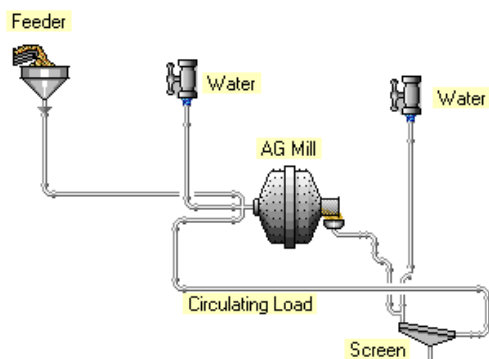 Feeder
Water
Water
AG Mill
Circulating Load
Screen